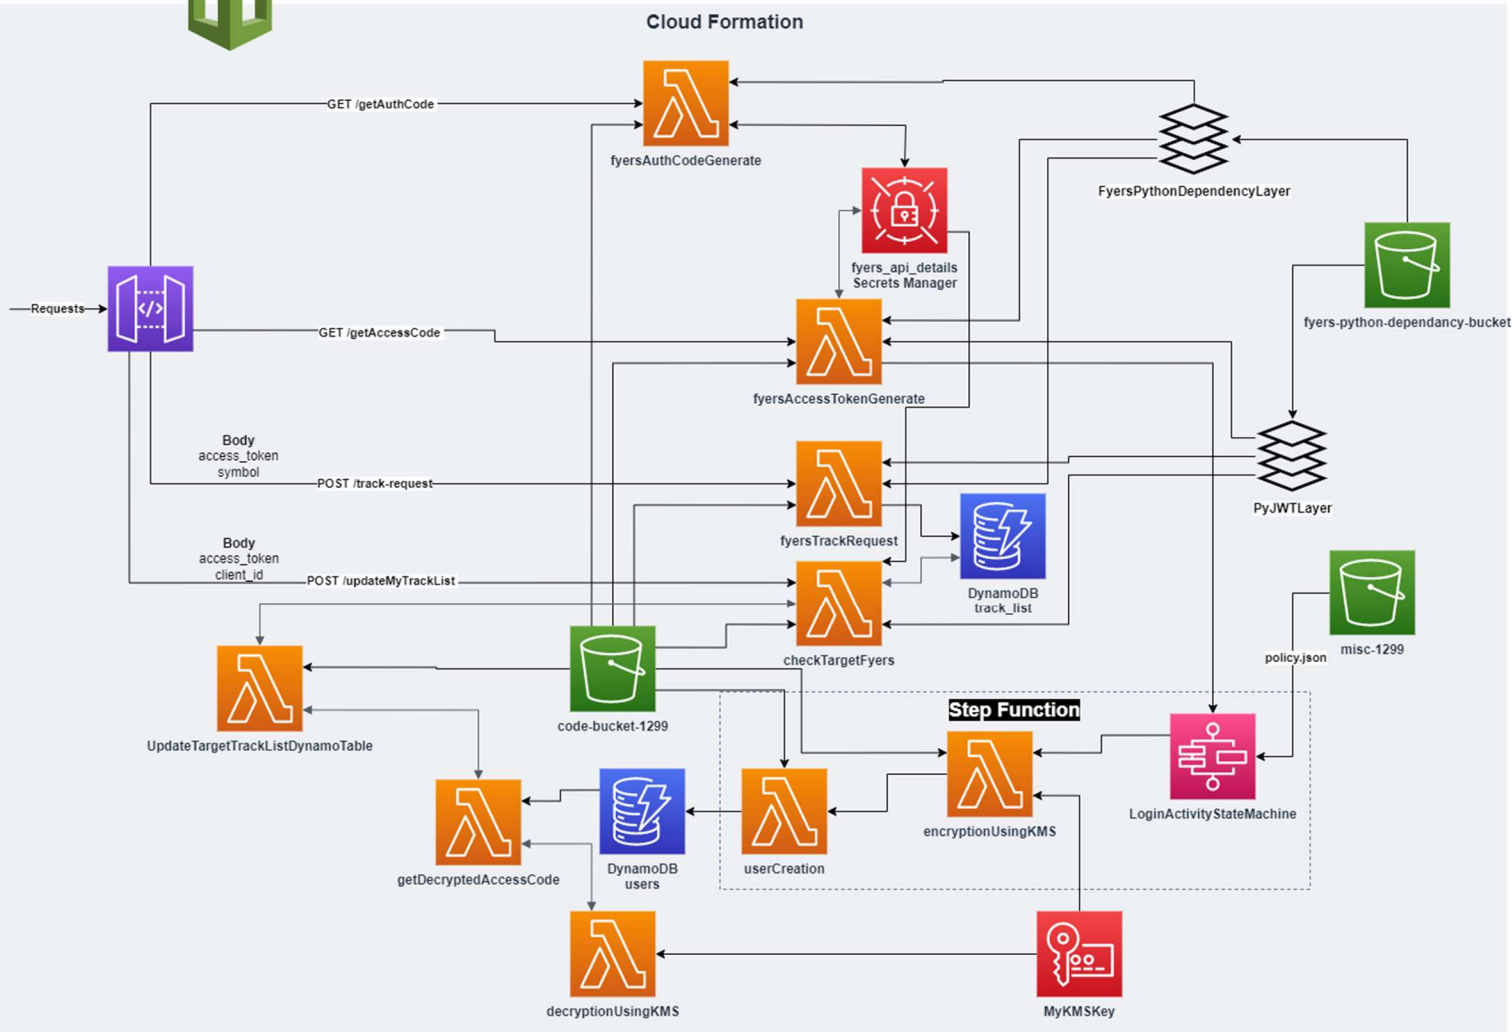 Cloud Formation
GET /getAuthCode
fyersAuthCodeGenerate
FyersPythonDependencyLayer
fyers_api_details
Secrets Manager
Requests
GET /getAccessCode
fyers-python-dependancy-bucket
fyersAccessTokenGenerate
Body
access_token
symbol
POST /track-request
PyJWTLayer
fyersTrackRequest
Body
access_token
client_id
POST /updateMyTrackList
DynamoDB
track_list
checkTargetFyers
misc-1299
policy.json
Step Function
code-bucket-1299
UpdateTargetTrackListDynamoTable
LoginActivityStateMachine
encryptionUsingKMS
userCreation
DynamoDB
users
getDecryptedAccessCode
decryptionUsingKMS
MyKMSKey